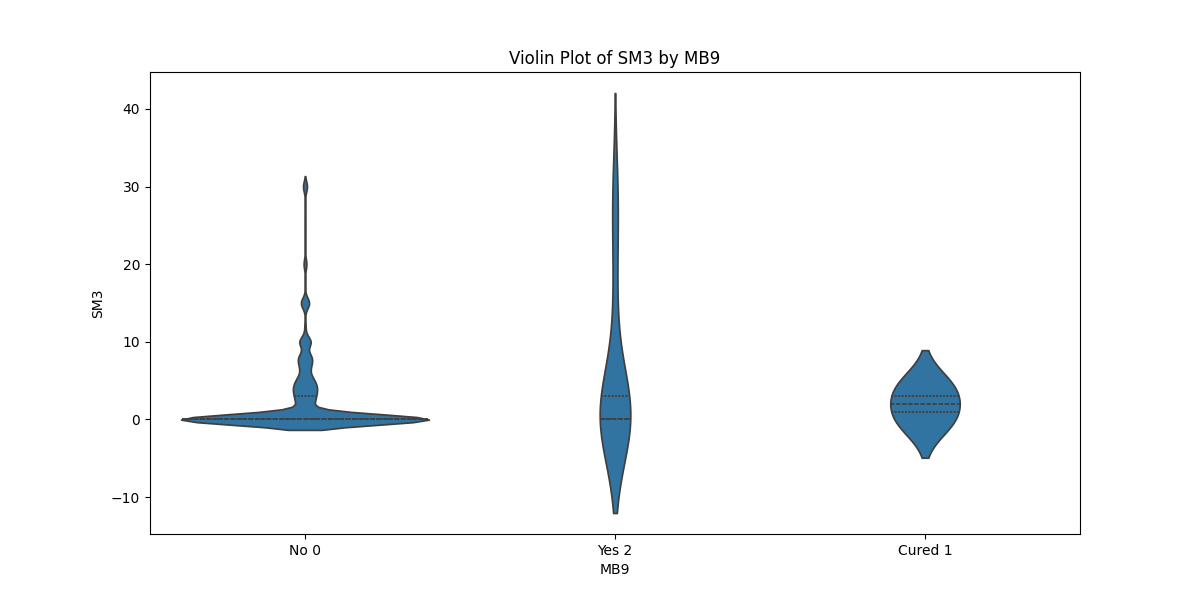 Violin Plot of SM3 by MB9
40
30
20
10
0
−10
SM3
No 0
Yes 2
Cured 1
MB9